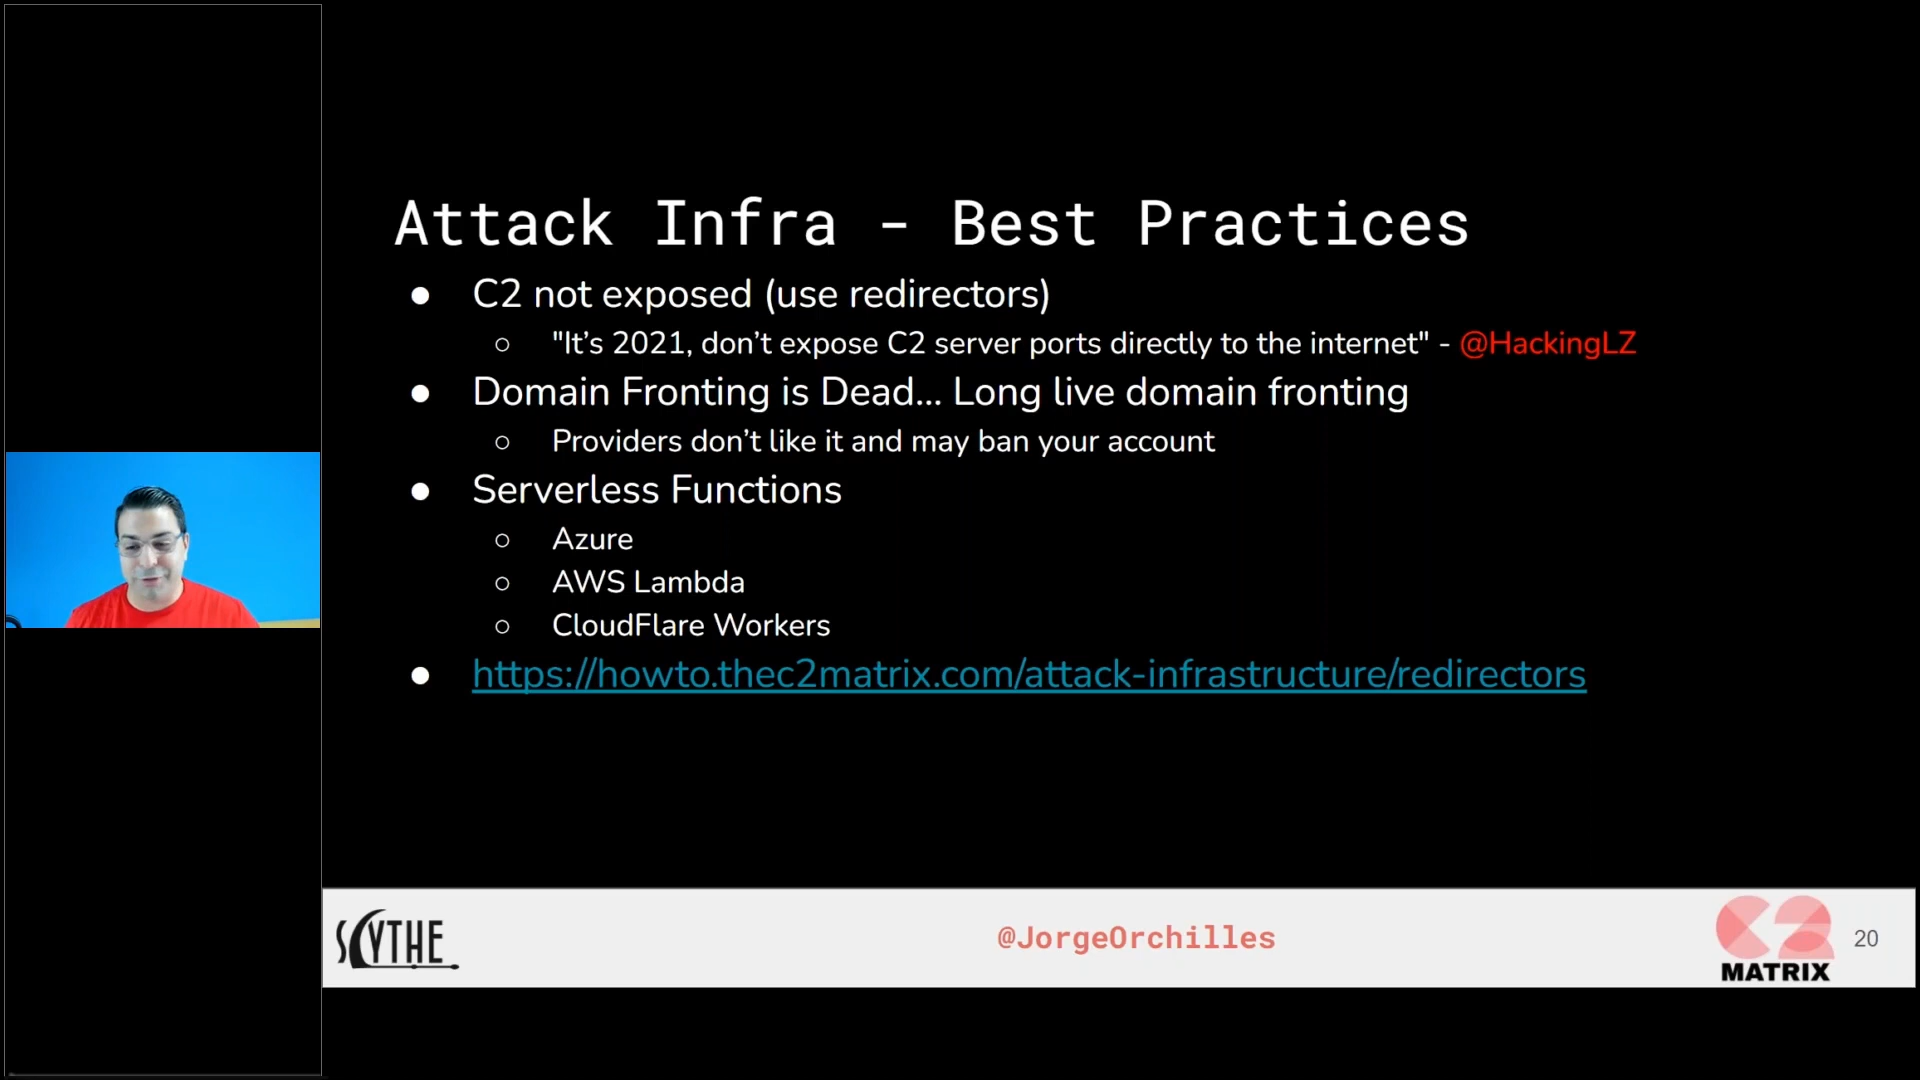 Attack Infra - Best Practices
● C2 not exposed (use redirectors)
○ "It’s 2021, don’t expose C2 server ports directly to the internet" - @HackingLZ
● Domain Fronting is Dead... Long live domain fronting
○ Providers don’t like it and may ban your account
● Serverless Functions
○ Azure
○ AWS Lambda
○ CloudFlare Workers
● https://howto.thec2matrix.com/attack-infrastructure/redirectors
SCYTHE
@JorgeOrchilles
C2
MATRIX
20